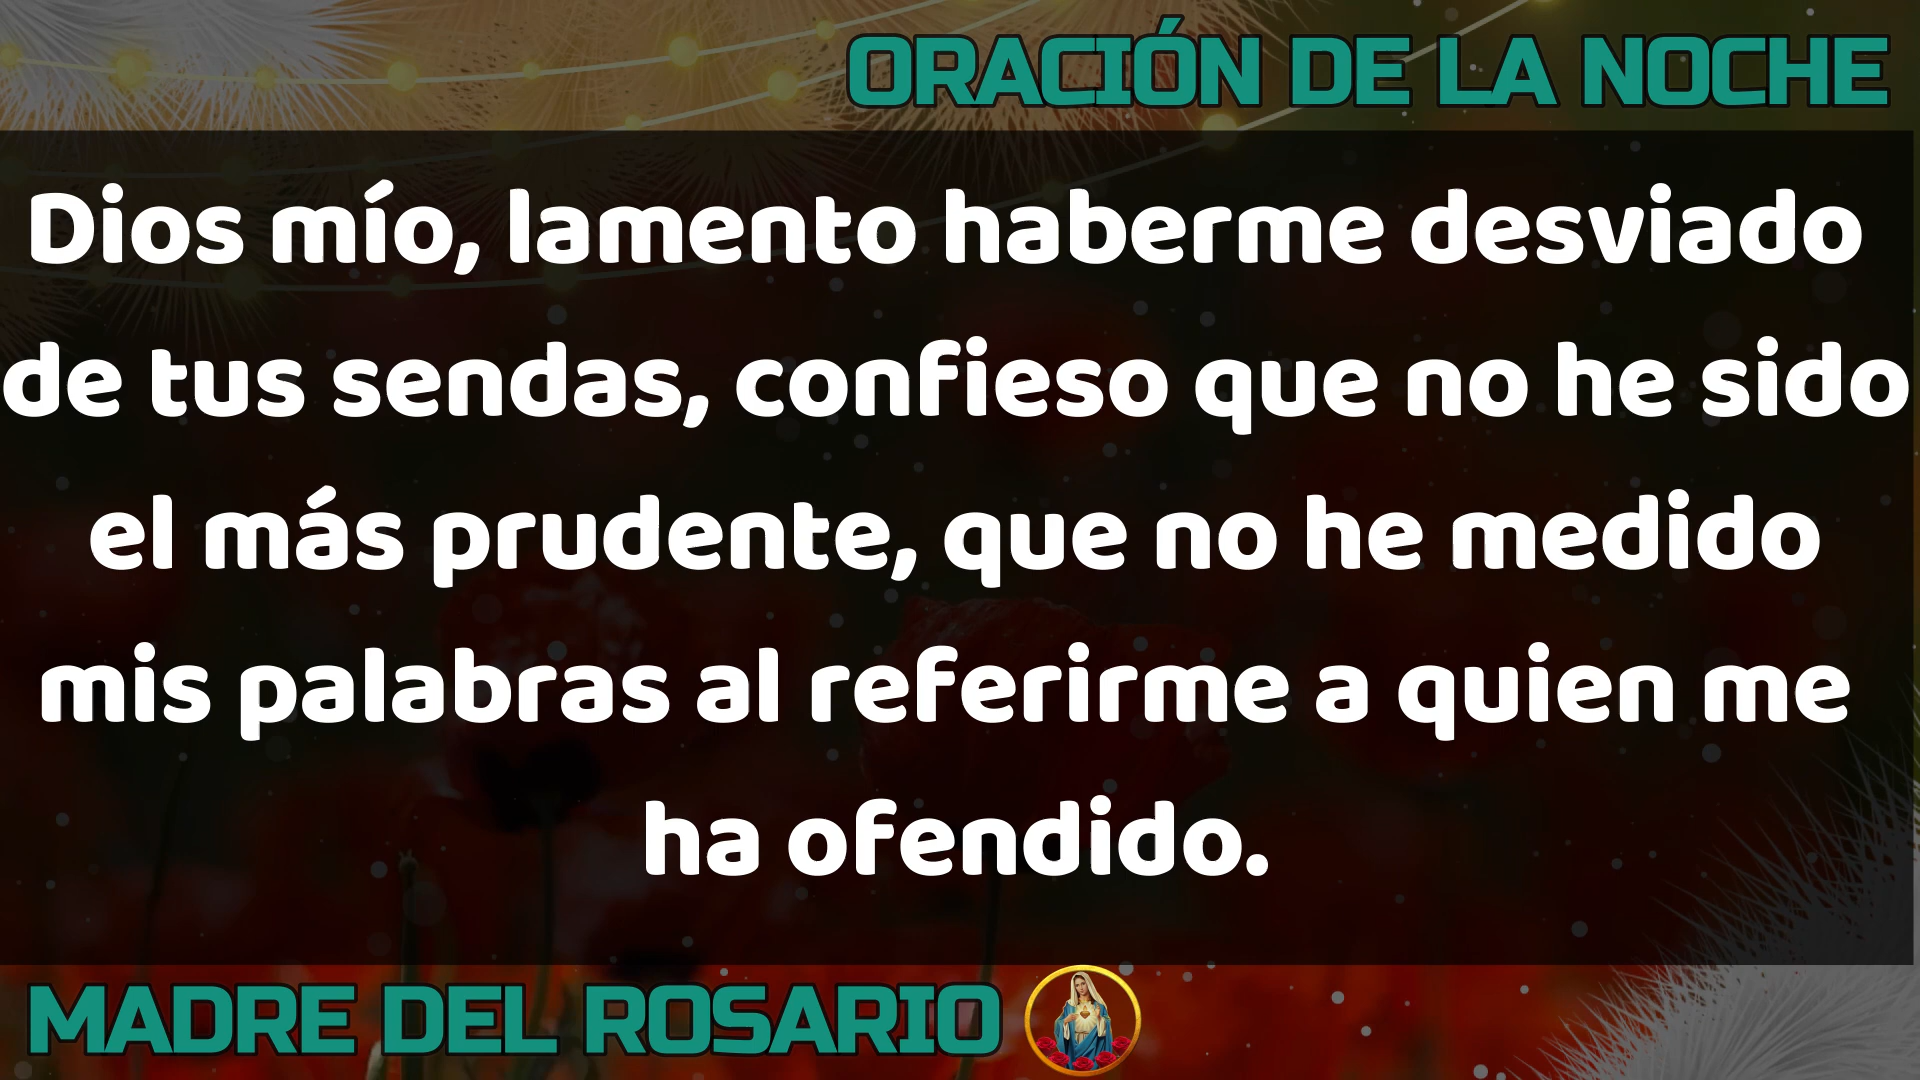 ORACIÓN DE LA NOCHE
Dios mío, lamento haberme desviado
de tus sendas, confieso que no he sido
el más prudente, que no he medido
mis palabras al referirme a quien me
ha ofendido.
MADRE DEL ROSARIO